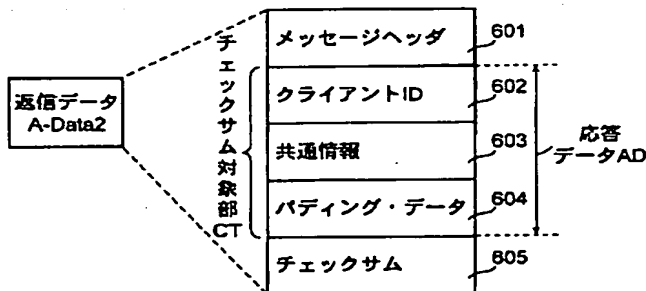 返信データ
A-Data2
チェックサム対象部CT
メッセージヘッダ
601
クライアントID
602
共通情報
603
パディング・データ
604
チェックサム
605
応答
データAD